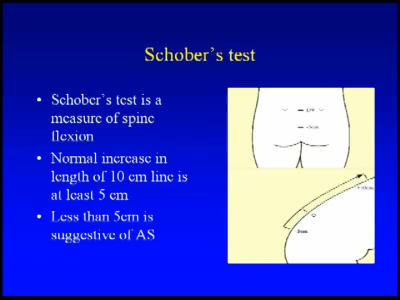 Schober's test
• Schober's test is a
measure of spine
flexion
• Normal increase in
length of 10 cm line is
at least 5 cm
• Less than 5cm is
suggestive of AS